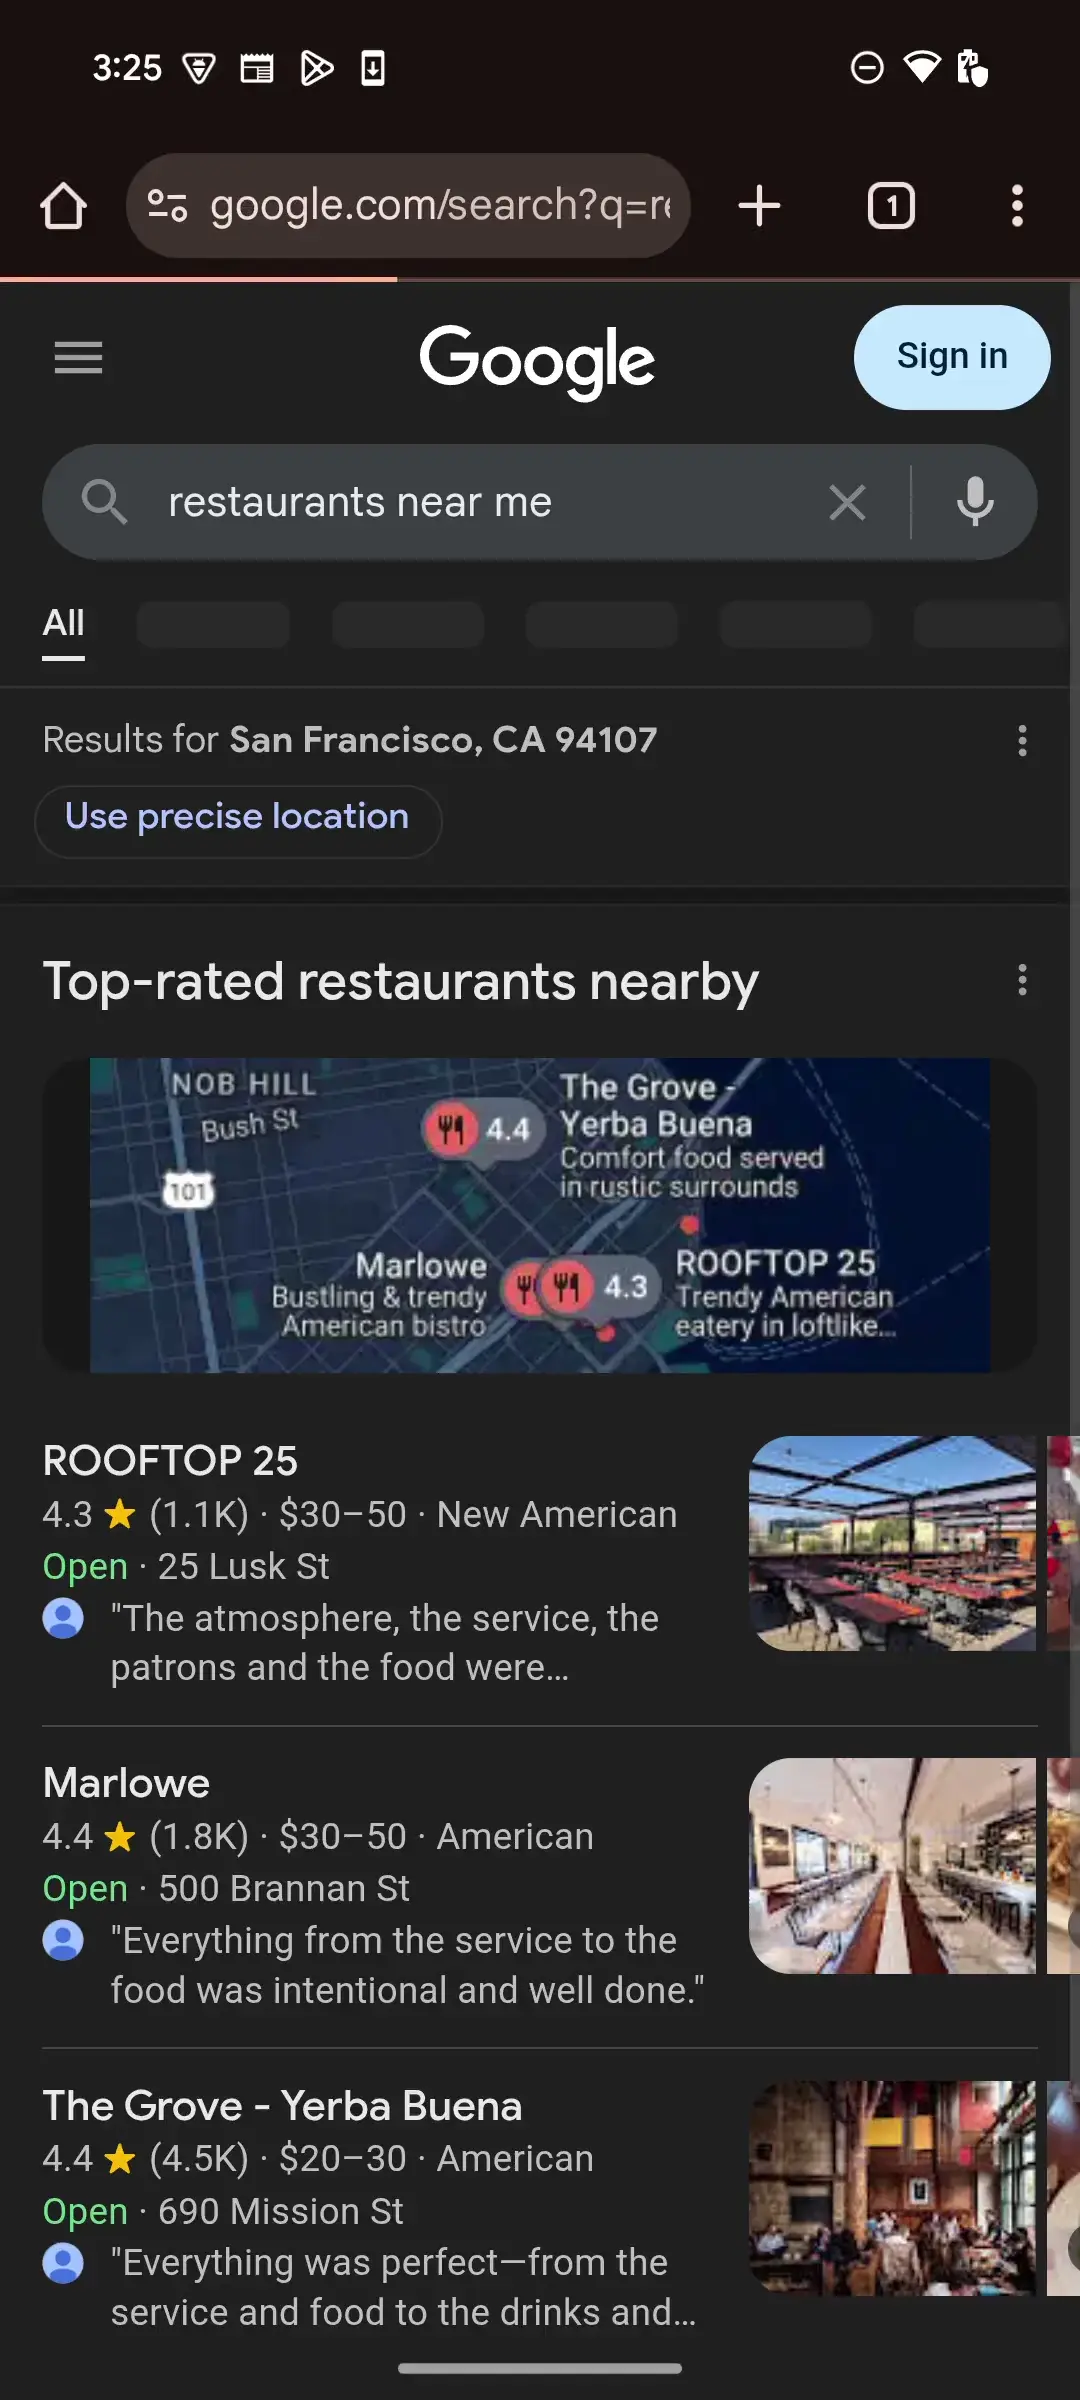 3:25
google.com/search?q=re
1
Google
Sign in
restaurants near me
All
Results for San Francisco, CA 94107
Use precise location
Top-rated restaurants nearby
NOB HILL
Bush St
101
4.4
The Grove -
Yerba Buena
Comfort food served
in rustic surrounds
Marlowe
Bustling & trendy
American bistro
4.3
ROOFTOP 25
Trendy American
eatery in loftlike...
ROOFTOP 25
4.3 ★ (1.1K) · $30–50 · New American
Open · 25 Lusk St
"The atmosphere, the service, the
patrons and the food were...
Marlowe
4.4 ★ (1.8K) · $30–50 · American
Open · 500 Brannan St
"Everything from the service to the
food was intentional and well done."
The Grove - Yerba Buena
4.4 ★ (4.5K) · $20–30 · American
Open · 690 Mission St
"Everything was perfect—from the
service and food to the drinks and...